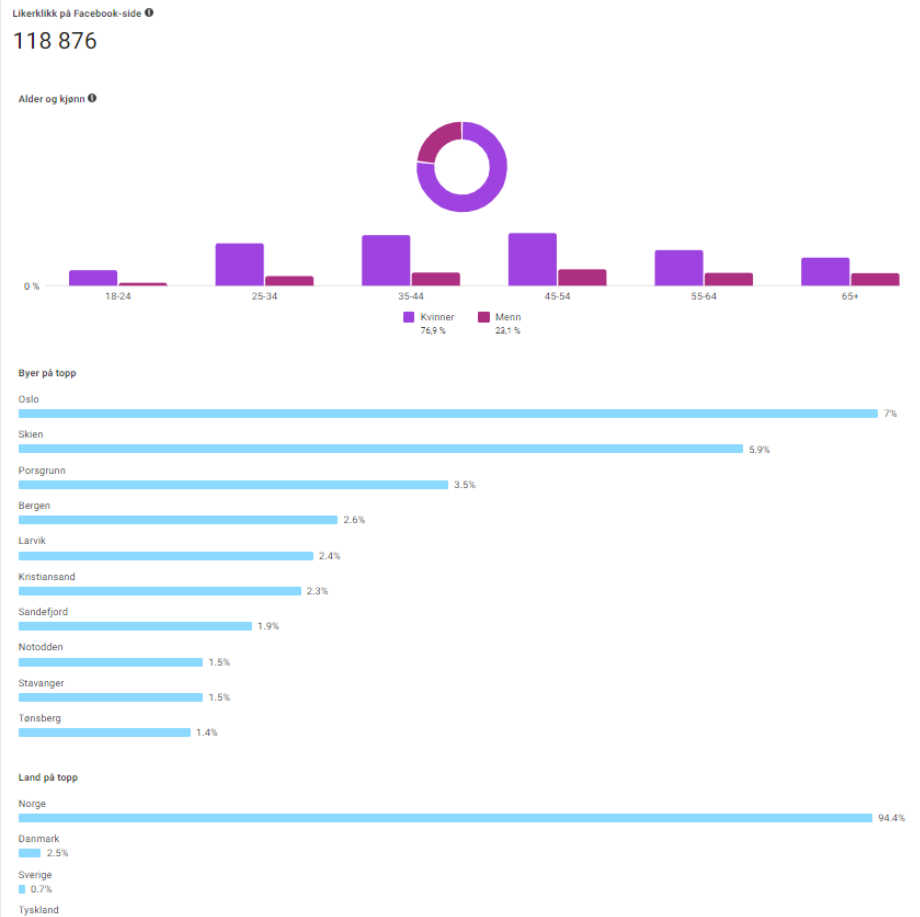 Likerklikk på Facebook-side
118 876
Alder og kjønn
0 %
18-24 25-34 35-44 45-54 55-64 65+
Kvinner Menn
76,9 % 23,1 %
Byer på topp
Oslo
7%
Skien
5.9%
Porsgrunn
3.5%
Bergen
2.6%
Larvik
2.4%
Kristiansand
2.3%
Sandefjord
1.9%
Notodden
1.5%
Stavanger
1.5%
Tønsberg
1.4%
Land på topp
Norge
94.4%
Danmark
2.5%
Sverige
0.7%
Tyskland